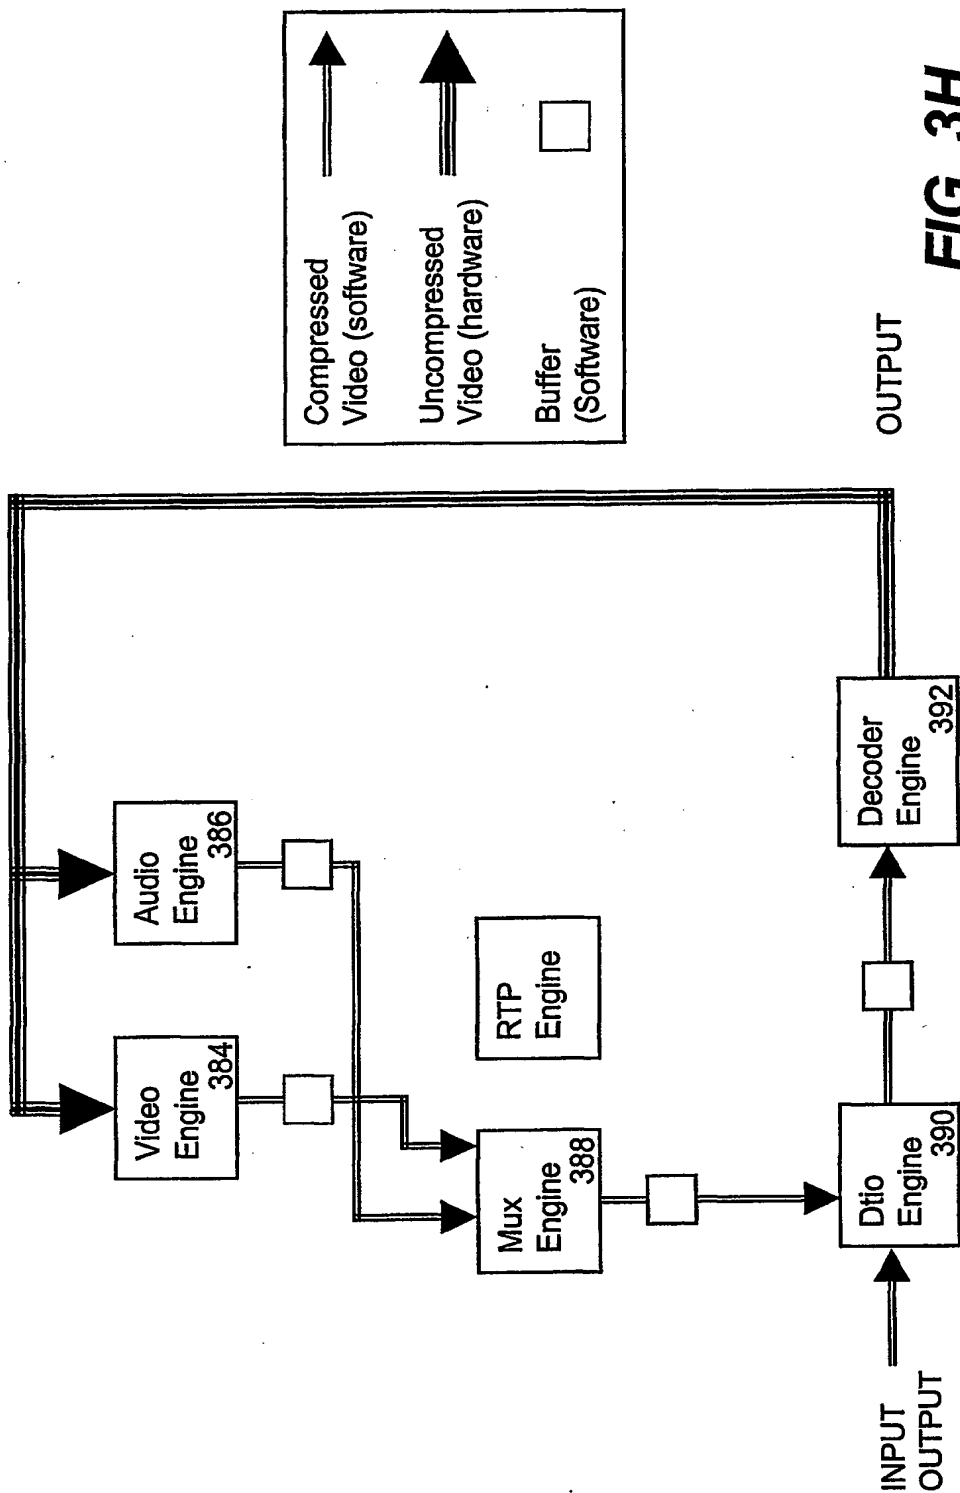 Video
Engine
384
Audio
Engine
386
Compressed
Video (software)
Uncompressed
Video (hardware)
Buffer
(Software)
Mux
Engine
388
RTP
Engine
INPUT
OUTPUT
Dtio
Engine
390
Decoder
Engine
392
OUTPUT
FIG. 3H